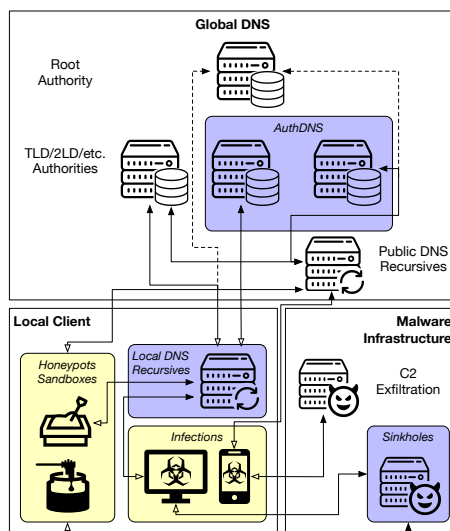 Global DNS
Root
Authority
AuthDNS
TLD/2LD/etc.
Authorities
Public DNS
Recursives
Local Client
Malware
Infrastructure
Honeypots
Sandboxes
Local DNS
Recursives
C2
Exfiltration
Infections
Sinkholes